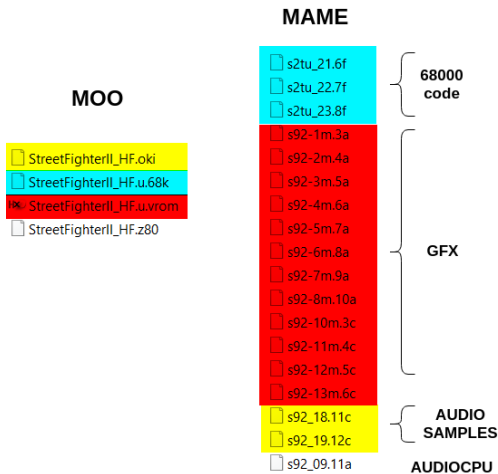 MOO
StreetFighterII_HF.oki
StreetFighterII_HF.u.68k
StreetFighterII_HF.u.vrom
StreetFighterII_HF.z80
MAME
s2tu_21.6f
s2tu_22.7f
s2tu_23.8f
s92-1m.3a
s92-2m.4a
s92-3m.5a
s92-4m.6a
s92-5m.7a
s92-6m.8a
s92-7m.9a
s92-8m.10a
s92-10m.3c
s92-11m.4c
s92-12m.5c
s92-13m.6c
s92_18.11c
s92_19.12c
s92_09.11a
68000
code
GFX
AUDIO
SAMPLES
AUDIOCPU